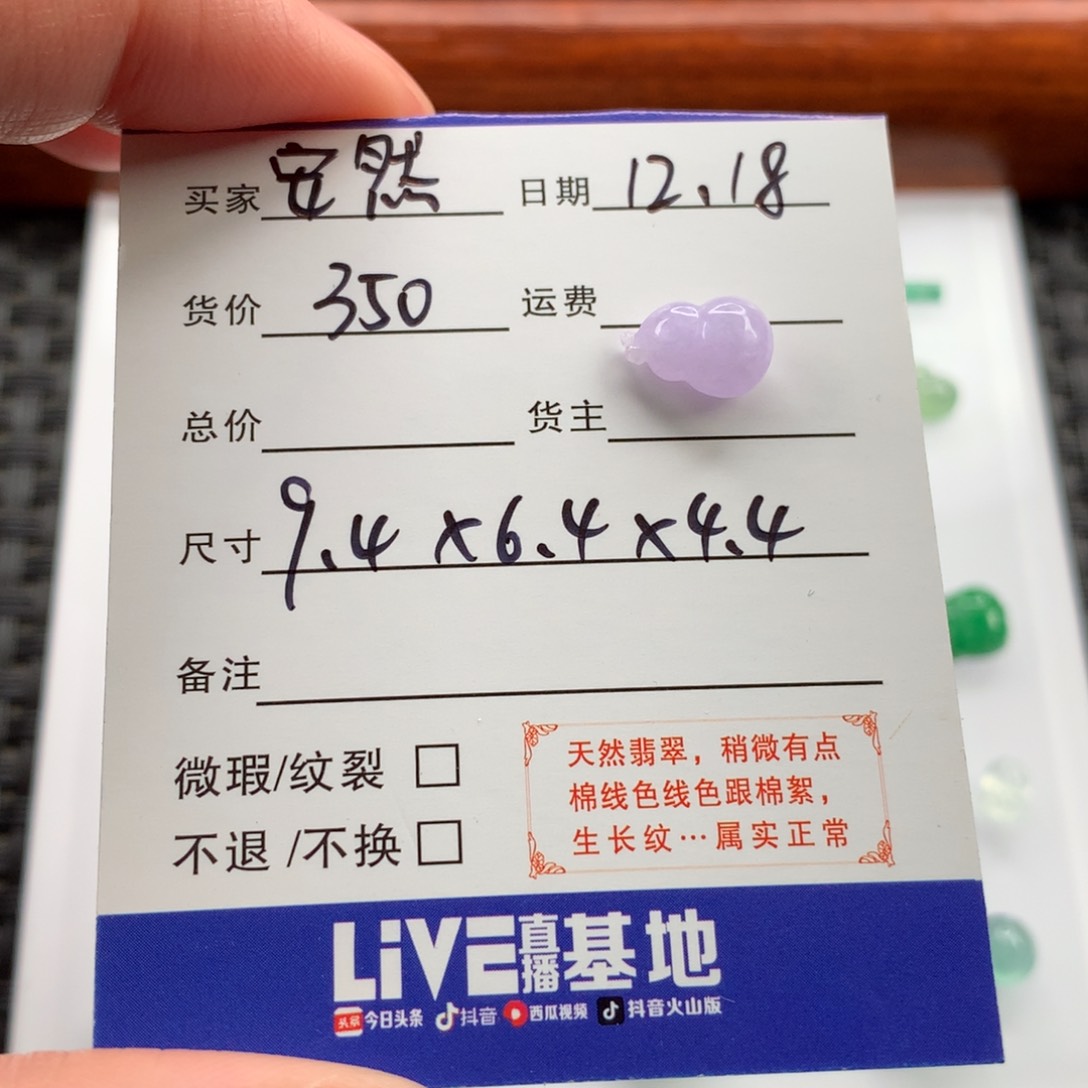 买家 安然 日期 12.18
货价 350 运费
总价 货主
尺寸 9.4×6.4×4.4
备注
微瑕/纹裂 □
不退/不换 □
天然翡翠，稍微有点
棉线色线色跟棉絮，
生长纹…属实正常
LiVE直播基地
头条 今日头条 抖音 西瓜视频 抖音火山版